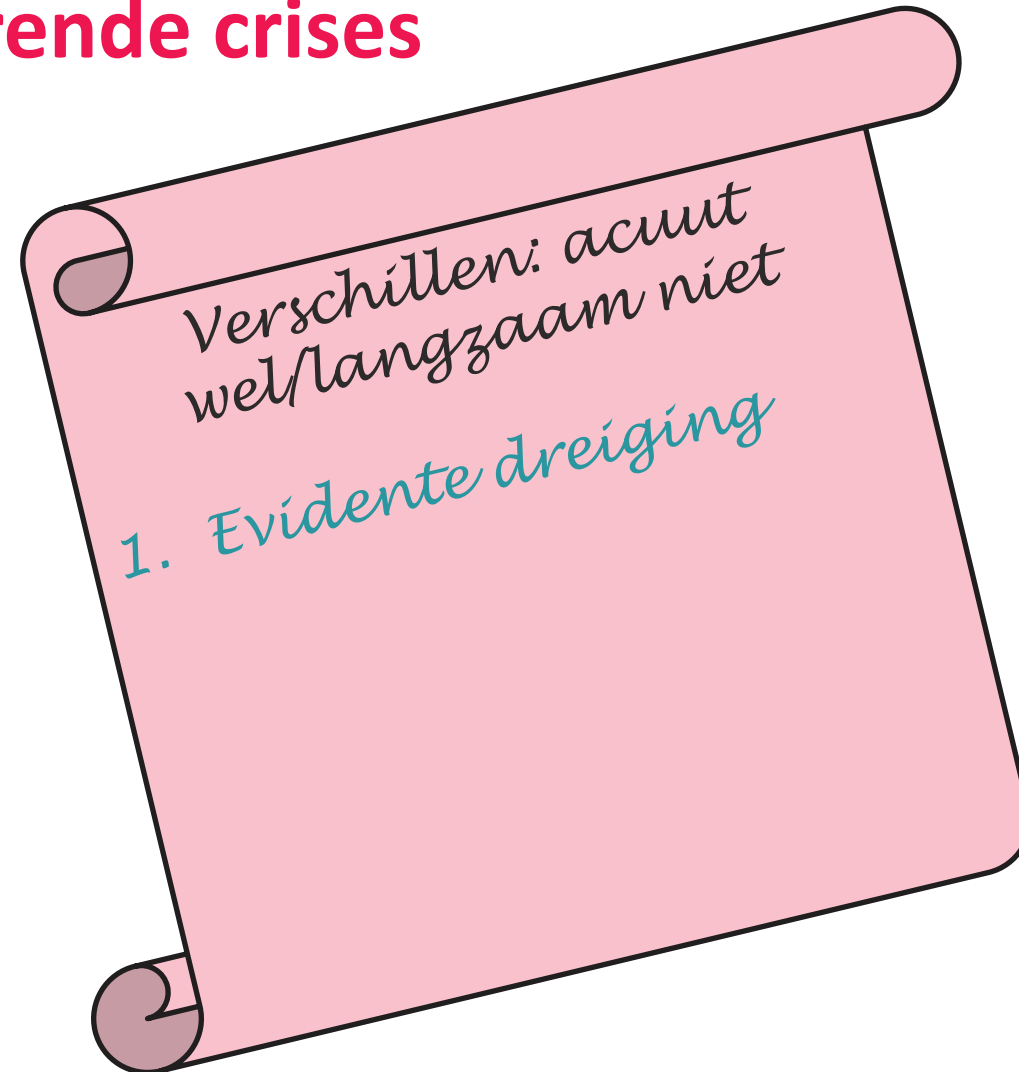 rende crises
Verschillen: acuut
wel/langzaam niet
1. Evidente dreiging